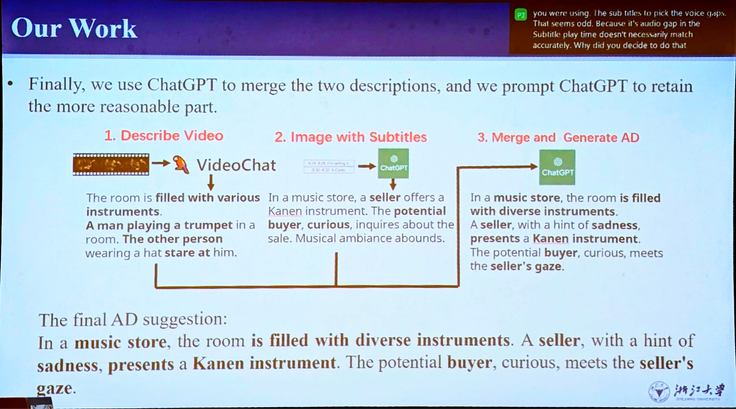 Our Work
you were using. The sub titles to pick the voice gaps.
That seems odd. Because it's audio gap in the
Subtitle play time doesn't necessarily match
accurately. Why did you decide to do that
• Finally, we use ChatGPT to merge the two descriptions, and we prompt ChatGPT to retain
the more reasonable part.
1. Describe Video
VideoChat
The room is filled with various
instruments.
A man playing a trumpet in a
room. The other person
wearing a hat stare at him.
2. Image with Subtitles
ChatGPT
In a music store, a seller offers a
Kanen instrument. The potential
buyer, curious, inquires about the
sale. Musical ambiance abounds.
3. Merge and Generate AD
ChatGPT
In a music store, the room is filled
with diverse instruments.
A seller, with a hint of sadness,
presents a Kanen instrument.
The potential buyer, curious, meets
the seller's gaze.
The final AD suggestion:
In a music store, the room is filled with diverse instruments. A seller, with a hint of
sadness, presents a Kanen instrument. The potential buyer, curious, meets the seller's
gaze.
浙江大学
ZHEJIANG UNIVERSITY